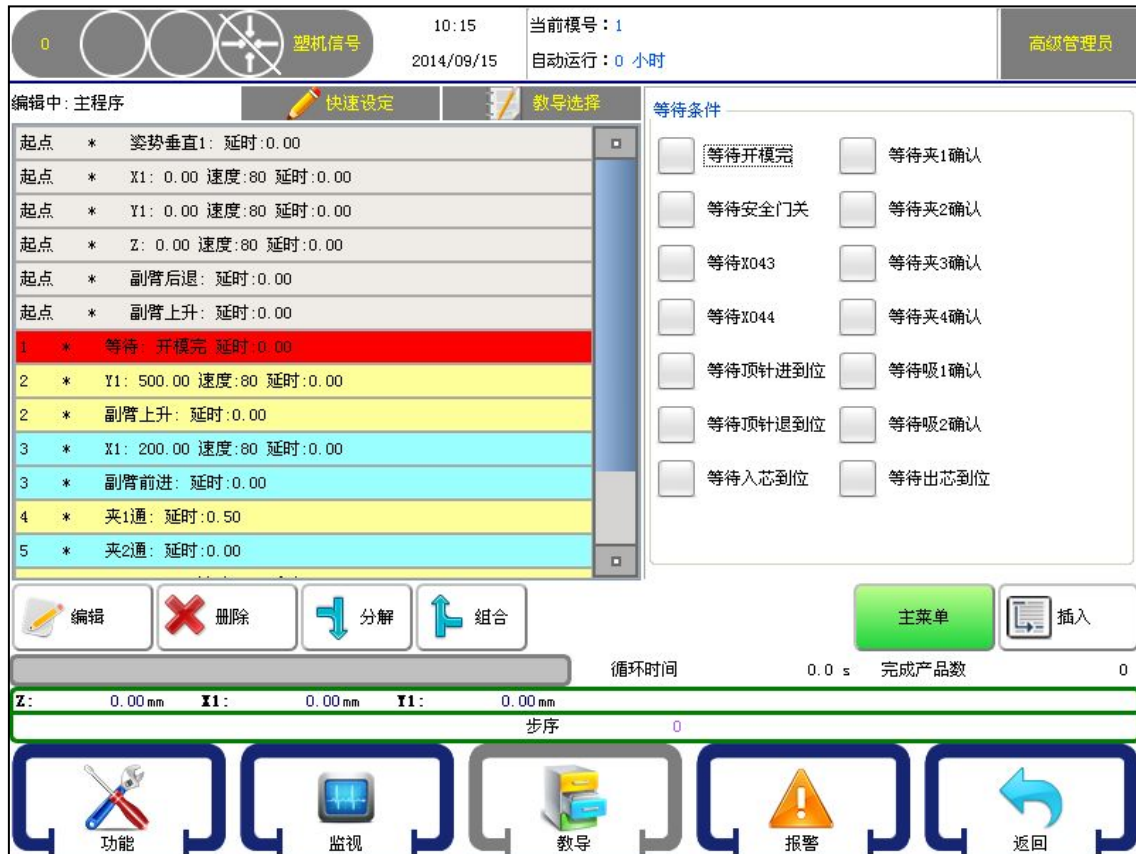 0 塑机信号
10:15
2014/09/15
当前模号：1
自动运行：0 小时
高级管理员
编辑中:主程序
快速设定
教导选择
起点 * 姿势垂直1: 延时:0.00
起点 * X1: 0.00 速度:80 延时:0.00
起点 * Y1: 0.00 速度:80 延时:0.00
起点 * Z: 0.00 速度:80 延时:0.00
起点 * 副臂后退: 延时:0.00
起点 * 副臂上升: 延时:0.00
1 * 等待: 开模完 延时:0.00
2 * Y1: 500.00 速度:80 延时:0.00
2 * 副臂上升: 延时:0.00
3 * X1: 200.00 速度:80 延时:0.00
3 * 副臂前进: 延时:0.00
4 * 夹1通: 延时:0.50
5 * 夹2通: 延时:0.00
等待条件
等待开模完 等待夹1确认
等待安全门关 等待夹2确认
等待X043 等待夹3确认
等待X044 等待夹4确认
等待顶针进到位 等待吸1确认
等待顶针退到位 等待吸2确认
等待入芯到位 等待出芯到位
编辑 删除 分解 组合 主菜单 插入
循环时间 0.0 s 完成产品数 0
Z: 0.00mm X1: 0.00mm Y1: 0.00mm
步序 0
功能 监视 教导 报警 返回